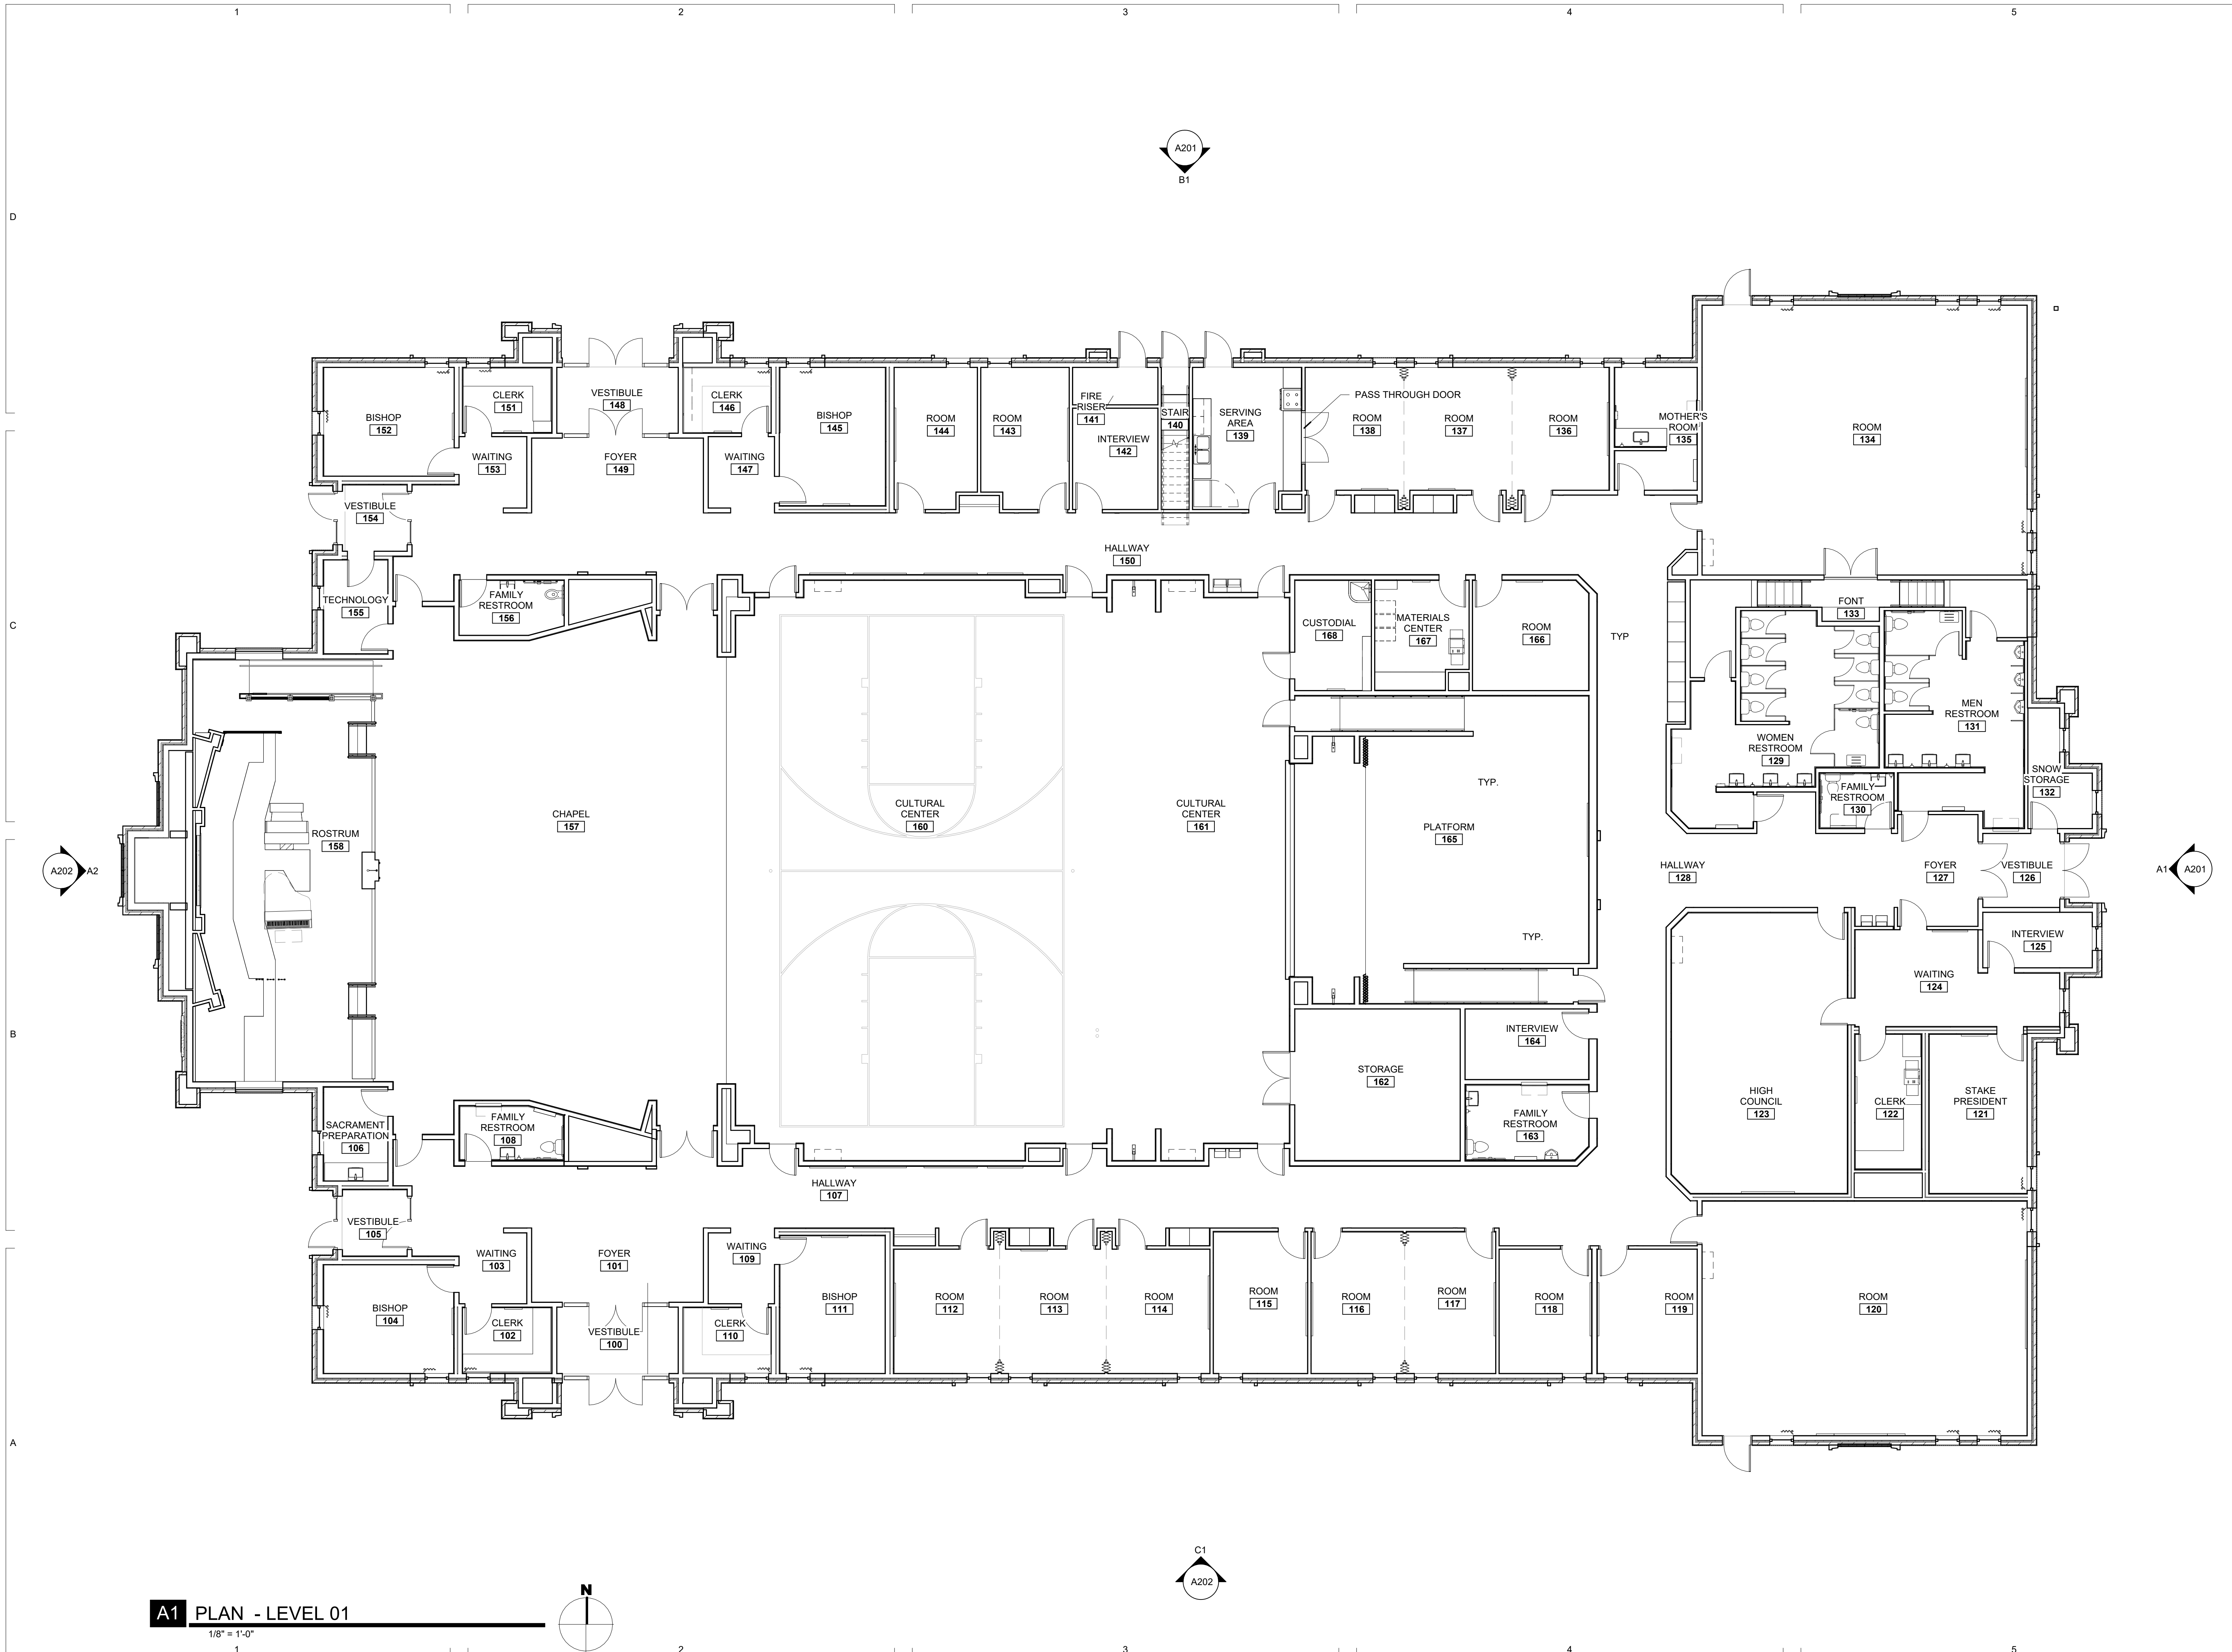 1
2
3
4
5
D
C
B
A
A201
B1
CLERK
151
VESTIBULE
148
CLERK
146
BISHOP
152
BISHOP
145
WAITING
153
FOYER
149
WAITING
147
ROOM
144
ROOM
143
FIRE
RISER
141
INTERVIEW
142
STAIR
140
SERVING
AREA
139
PASS THROUGH DOOR
ROOM
138
ROOM
137
ROOM
136
MOTHER'S
ROOM
135
ROOM
134
VESTIBULE
154
HALLWAY
150
TECHNOLOGY
155
FAMILY
RESTROOM
156
CUSTODIAL
168
MATERIALS
CENTER
167
ROOM
166
TYP
FONT
133
MEN
RESTROOM
131
WOMEN
RESTROOM
129
SNOW
STORAGE
132
FAMILY
RESTROOM
130
ROSTRUM
158
CHAPEL
157
CULTURAL
CENTER
160
CULTURAL
CENTER
161
TYP.
PLATFORM
165
TYP.
A202
A2
HALLWAY
128
FOYER
127
VESTIBULE
126
A1
A201
INTERVIEW
125
WAITING
124
INTERVIEW
164
STORAGE
162
FAMILY
RESTROOM
163
HIGH
COUNCIL
123
CLERK
122
STAKE
PRESIDENT
121
SACRAMENT
PREPARATION
106
FAMILY
RESTROOM
108
HALLWAY
107
VESTIBULE
105
WAITING
103
FOYER
101
WAITING
109
BISHOP
104
CLERK
102
VESTIBULE
100
CLERK
110
BISHOP
111
ROOM
112
ROOM
113
ROOM
114
ROOM
115
ROOM
116
ROOM
117
ROOM
118
ROOM
119
ROOM
120
C1
A202
A1 PLAN - LEVEL 01
1/8" = 1'-0"
N
1
2
3
4
5